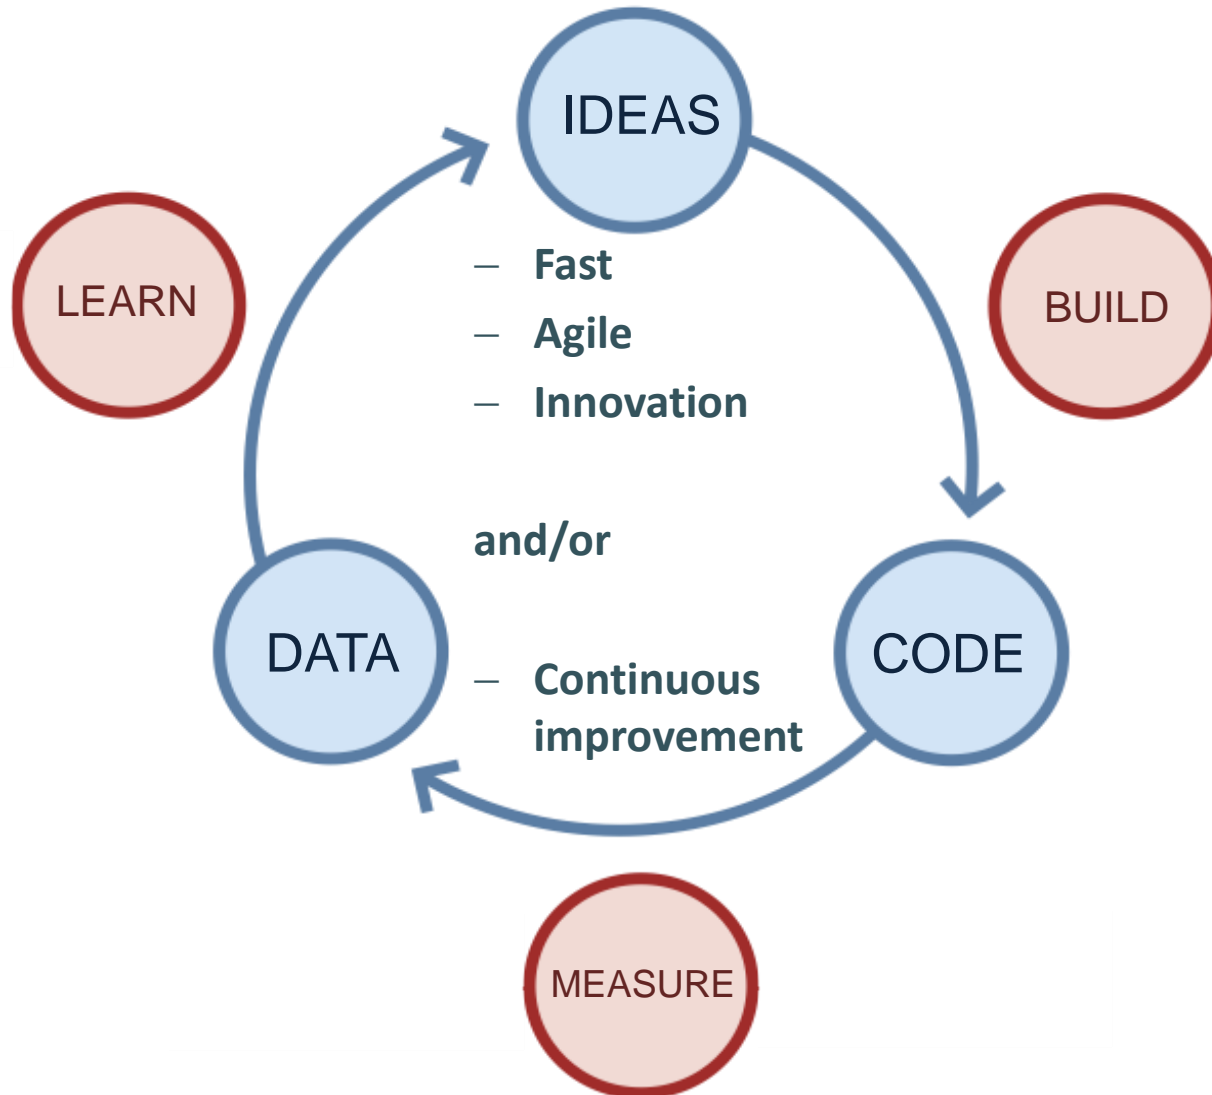 IDEAS
LEARN
BUILD
– Fast
– Agile
– Innovation
and/or
DATA
CODE
– Continuous
improvement
MEASURE